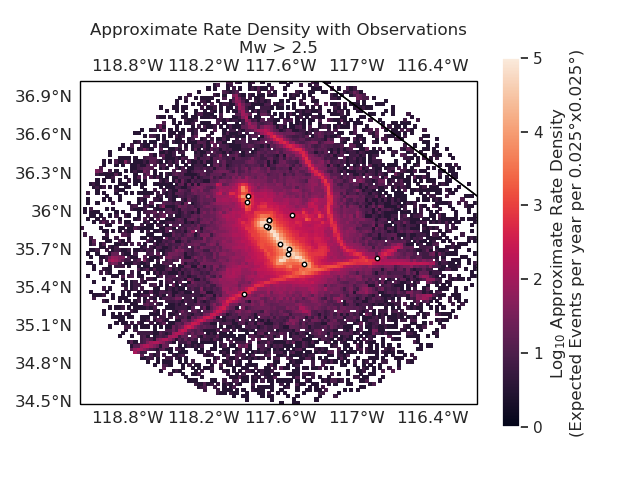 Approximate Rate Density with Observations
Mw > 2.5
118.8°W 118.2°W 117.6°W 117°W 116.4°W
36.9°N
36.6°N
36.3°N
36°N
35.7°N
35.4°N
35.1°N
34.8°N
34.5°N
118.8°W 118.2°W 117.6°W 117°W 116.4°W
5
4
3
2
1
0
Log₁₀ Approximate Rate Density
(Expected Events per year per 0.025°x0.025°)